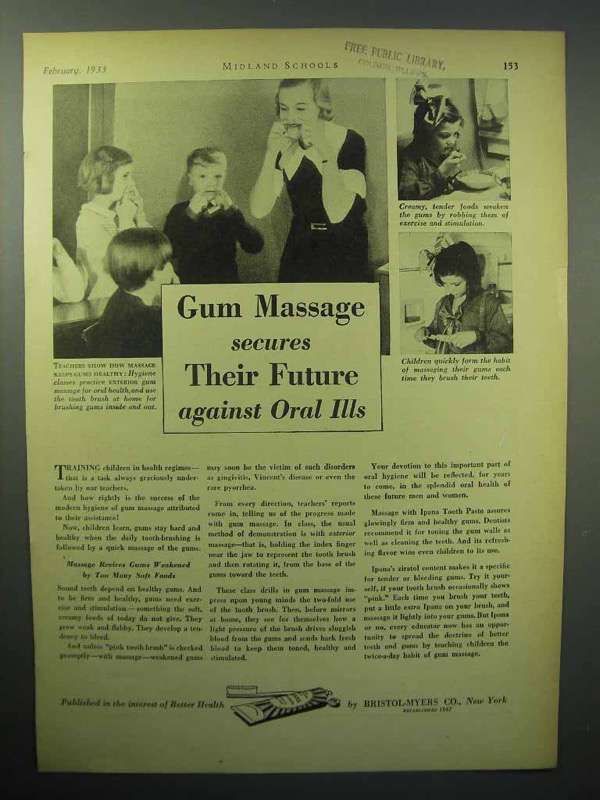 February, 1933
MIDLAND SCHOOLS
FREE PUBLIC LIBRARY,
COUNCIL BLUFFS,
153
Creamy, tender foods weaken
the gums by robbing them of
exercise and stimulation.
Children quickly form the habit
of massaging their gums each
time they brush their teeth.
TEACHERS SHOW HOW MASSAGE
KEEPS GUMS HEALTHY: Hygiene
classes practice EXTERIOR gum
massage for oral health, and use
the tooth brush at home for
brushing gums inside and out.
Gum Massage
secures
Their Future
against Oral Ills
TRAINING children in health regimes—
that is a task always graciously under-
taken by our teachers.
And how rightly is the success of the
modern hygiene of gum massage attributed
to their assistance!
Now, children learn, gums stay hard and
healthy when the daily tooth-brushing is
followed by a quick massage of the gums.
Massage Revives Gums Weakened
by Too Many Soft Foods
Sound teeth depend on healthy gums. And
to be firm and healthy, gums need exer-
cise and stimulation—something the soft,
creamy foods of today do not give. They
grow weak and flabby. They develop a ten-
dency to bleed.
And unless "pink tooth brush" is checked
promptly—with massage—weakened gums
may soon be the victim of such disorders
as gingivitis, Vincent's disease or even the
rare pyorrhea.
From every direction, teachers' reports
come in, telling us of the progress made
with gum massage. In class, the usual
method of demonstration is with exterior
massage—that is, holding the index finger
near the jaw to represent the tooth brush
and then rotating it, from the base of the
gums toward the teeth.
These class drills in gum massage im-
press upon young minds the two-fold use
of the tooth brush. Then, before mirrors
at home, they see for themselves how a
light pressure of the brush drives sluggish
blood from the gums and sends back fresh
blood to keep them toned, healthy and
stimulated.
Your devotion to this important part of
oral hygiene will be reflected, for years
to come, in the splendid oral health of
these future men and women.
Massage with Ipana Tooth Paste assures
glowingly firm and healthy gums. Dentists
recommend it for toning the gum walls as
well as cleaning the teeth. And its refresh-
ing flavor wins even children to its use.
Ipana's ziratol content makes it a specific
for tender or bleeding gums. Try it your-
self, if your tooth brush occasionally shows
"pink." Each time you brush your teeth,
put a little extra Ipana on your brush, and
massage it lightly into your gums. But Ipana
or no, every educator now has an oppor-
tunity to spread the doctrine of better
teeth and gums by teaching children the
twice-a-day habit of gum massage.
Published in the interest of Better Health
by BRISTOL-MYERS CO., New York
ESTABLISHED 1887